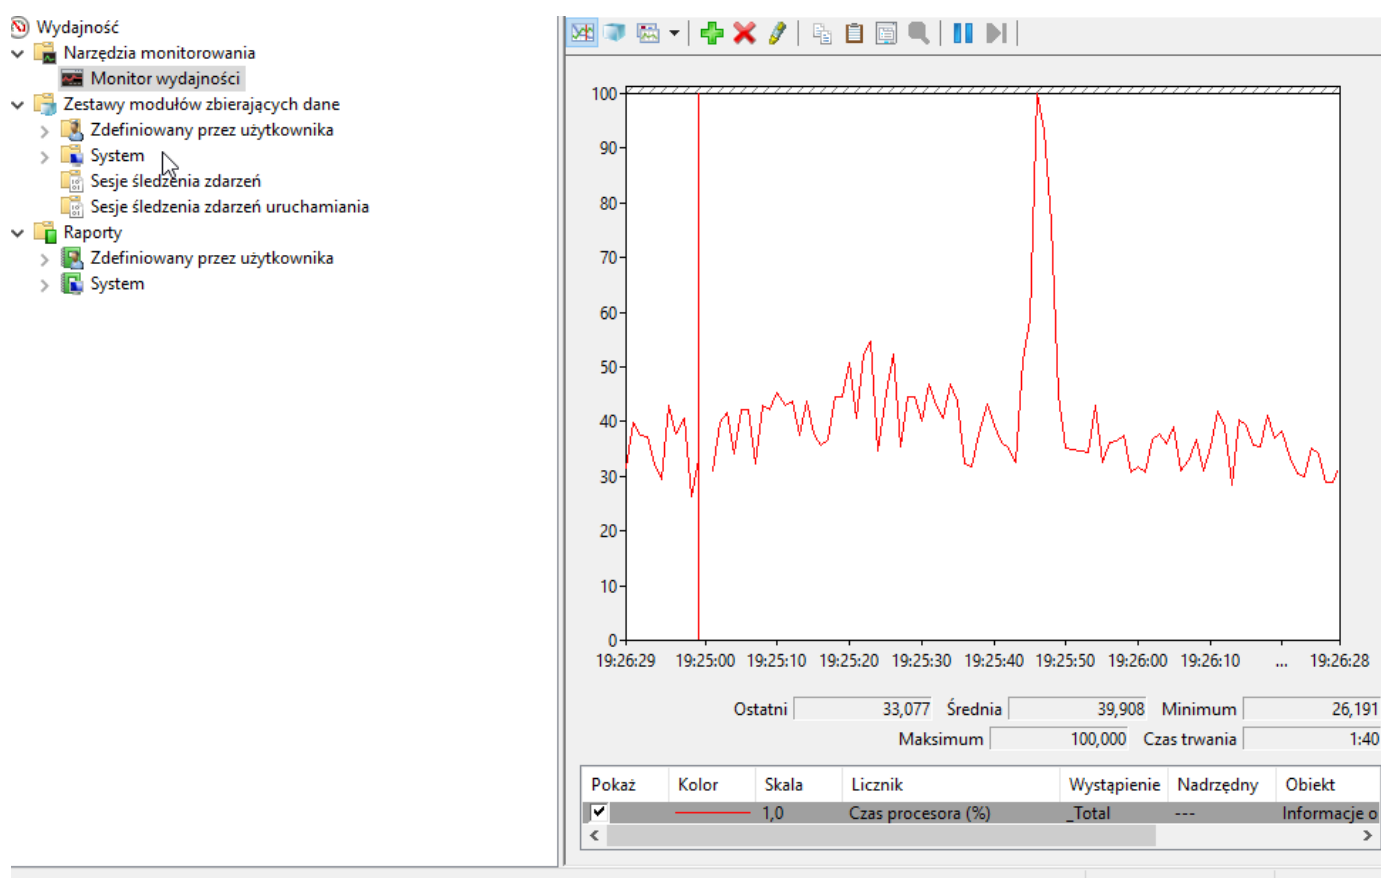 Wydajność
Narzędzia monitorowania
Monitor wydajności
Zestawy modułów zbierających dane
Zdefiniowany przez użytkownika
System
Sesje śledzenia zdarzeń
Sesje śledzenia zdarzeń uruchamiania
Raporty
Zdefiniowany przez użytkownika
System
100
90
80
70
60
50
40
30
20
10
0
19:26:29 19:25:00 19:25:10 19:25:20 19:25:30 19:25:40 19:25:50 19:26:00 19:26:10 ... 19:26:28
Ostatni 33,077 Średnia 39,908 Minimum 26,191
Maksimum 100,000 Czas trwania 1:40
Pokaż Kolor Skala Licznik Wystąpienie Nadrzędny Obiekt
1,0 Czas procesora (%) _Total --- Informacje o